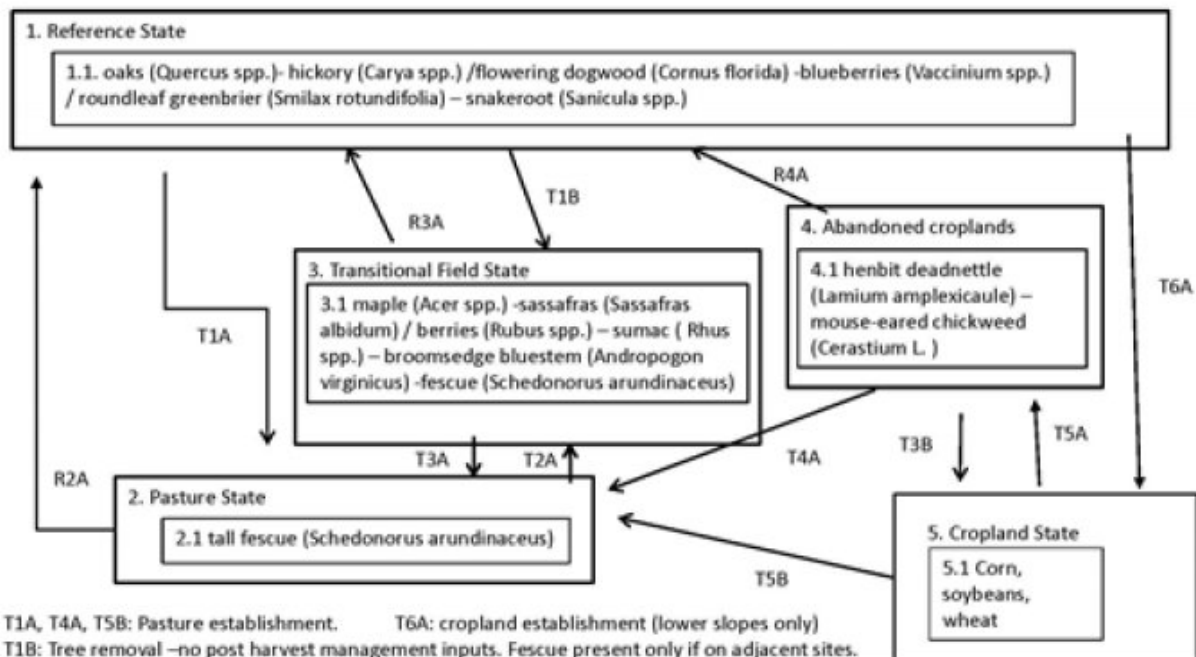 1. Reference State
1.1. oaks (Quercus spp.)- hickory (Carya spp.) /flowering dogwood (Cornus florida) -blueberries (Vaccinium spp.)
/ roundleaf greenbrier (Smilax rotundifolia) – snakeroot (Sanicula spp.)
R4A
T1B
R3A
4. Abandoned croplands
4.1 henbit deadnettle
(Lamium amplexicaule) –
mouse-eared chickweed
(Cerastium L. )
T6A
3. Transitional Field State
3.1 maple (Acer spp.) -sassafras (Sassafras
albidum) / berries (Rubus spp.) – sumac ( Rhus
spp.) – broomsedge bluestem (Andropogon
virginicus) -fescue (Schedonorus arundinaceus)
T1A
T3A
T2A
T4A
T3B
T5A
R2A
2. Pasture State
2.1 tall fescue (Schedonorus arundinaceus)
5. Cropland State
5.1 Corn,
soybeans,
wheat
T5B
T1A, T4A, T5B: Pasture establishment. T6A: cropland establishment (lower slopes only)
T1B: Tree removal –no post harvest management inputs. Fescue present only if on adjacent sites.